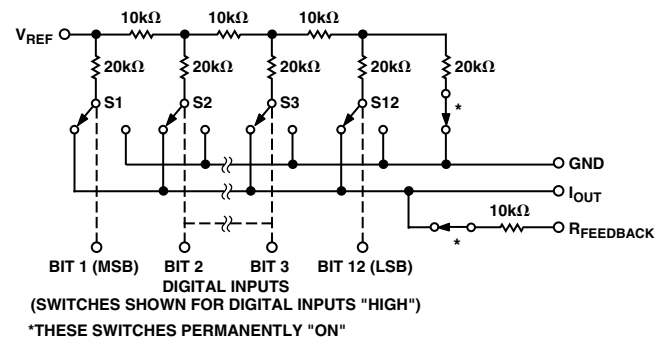 10kΩ 10kΩ 10kΩ
VREF
20kΩ 20kΩ 20kΩ 20kΩ 20kΩ
S1 S2 S3 S12 *
GND
IOUT
10kΩ
* RFEEDBACK
BIT 1 (MSB) BIT 2 BIT 3 BIT 12 (LSB)
DIGITAL INPUTS
(SWITCHES SHOWN FOR DIGITAL INPUTS "HIGH")
*THESE SWITCHES PERMANENTLY "ON"